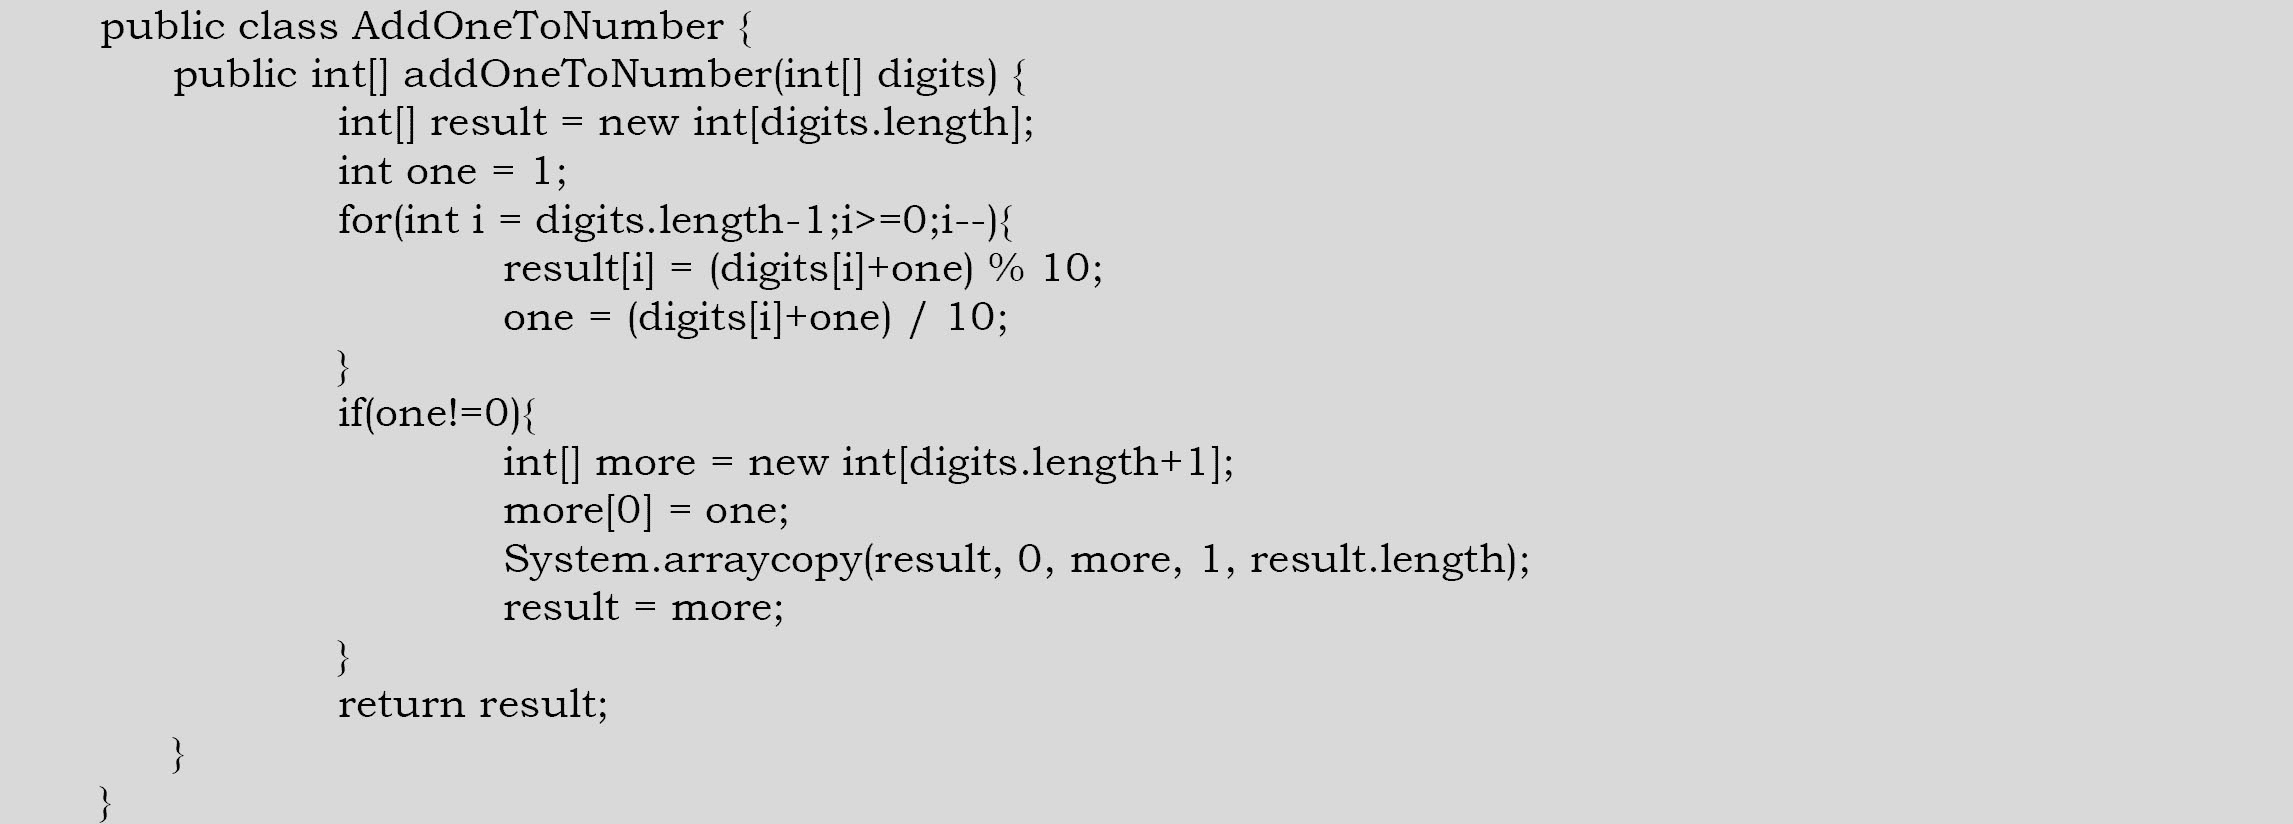 public class AddOneToNumber {
public int[] addOneToNumber(int[] digits) {
int[] result = new int[digits.length];
int one = 1;
for(int i = digits.length-1;i>=0;i--){
result[i] = (digits[i]+one) % 10;
one = (digits[i]+one) / 10;
}
if(one!=0){
int[] more = new int[digits.length+1];
more[0] = one;
System.arraycopy(result, 0, more, 1, result.length);
result = more;
}
return result;
}
}